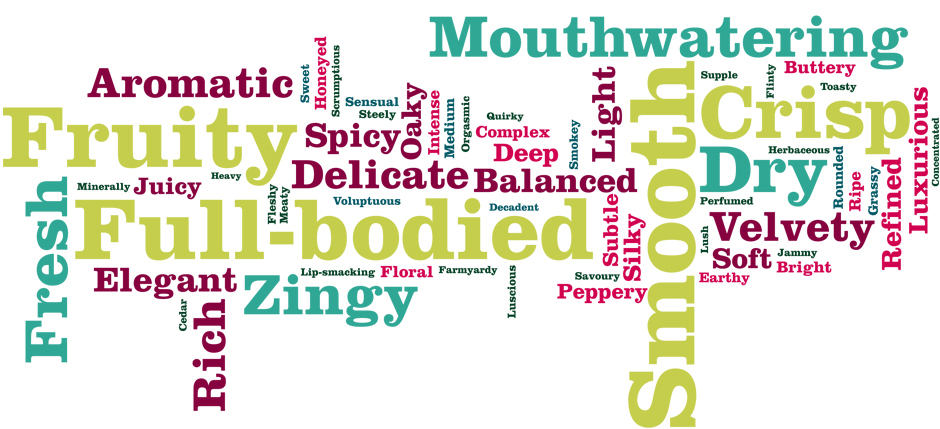 Mouthwatering
Aromatic
Sweet
Honeyed
Scrumptious
Sensual
Steely
Oaky
Intense
Medium
Orgasmic
Quirky
Complex
Deep
Smokey
Light
Smooth
Supple
Flinty
Buttery
Toasty
Crisp
Luxurious
Concentrated
Fruity
Spicy
Delicate
Balanced
Dry
Herbaceous
Rounded
Ripe
Grassy
Refined
Minerally
Juicy
Heavy
Fleshy
Meaty
Voluptuous
Decadent
Perfumed
Fresh
Full-bodied
Subtle
Silky
Lush
Velvety
Soft
Jammy
Bright
Earthy
Elegant
Lip-smacking
Floral
Farmyardy
Luscious
Savoury
Peppery
Zingy
Cedar
Rich